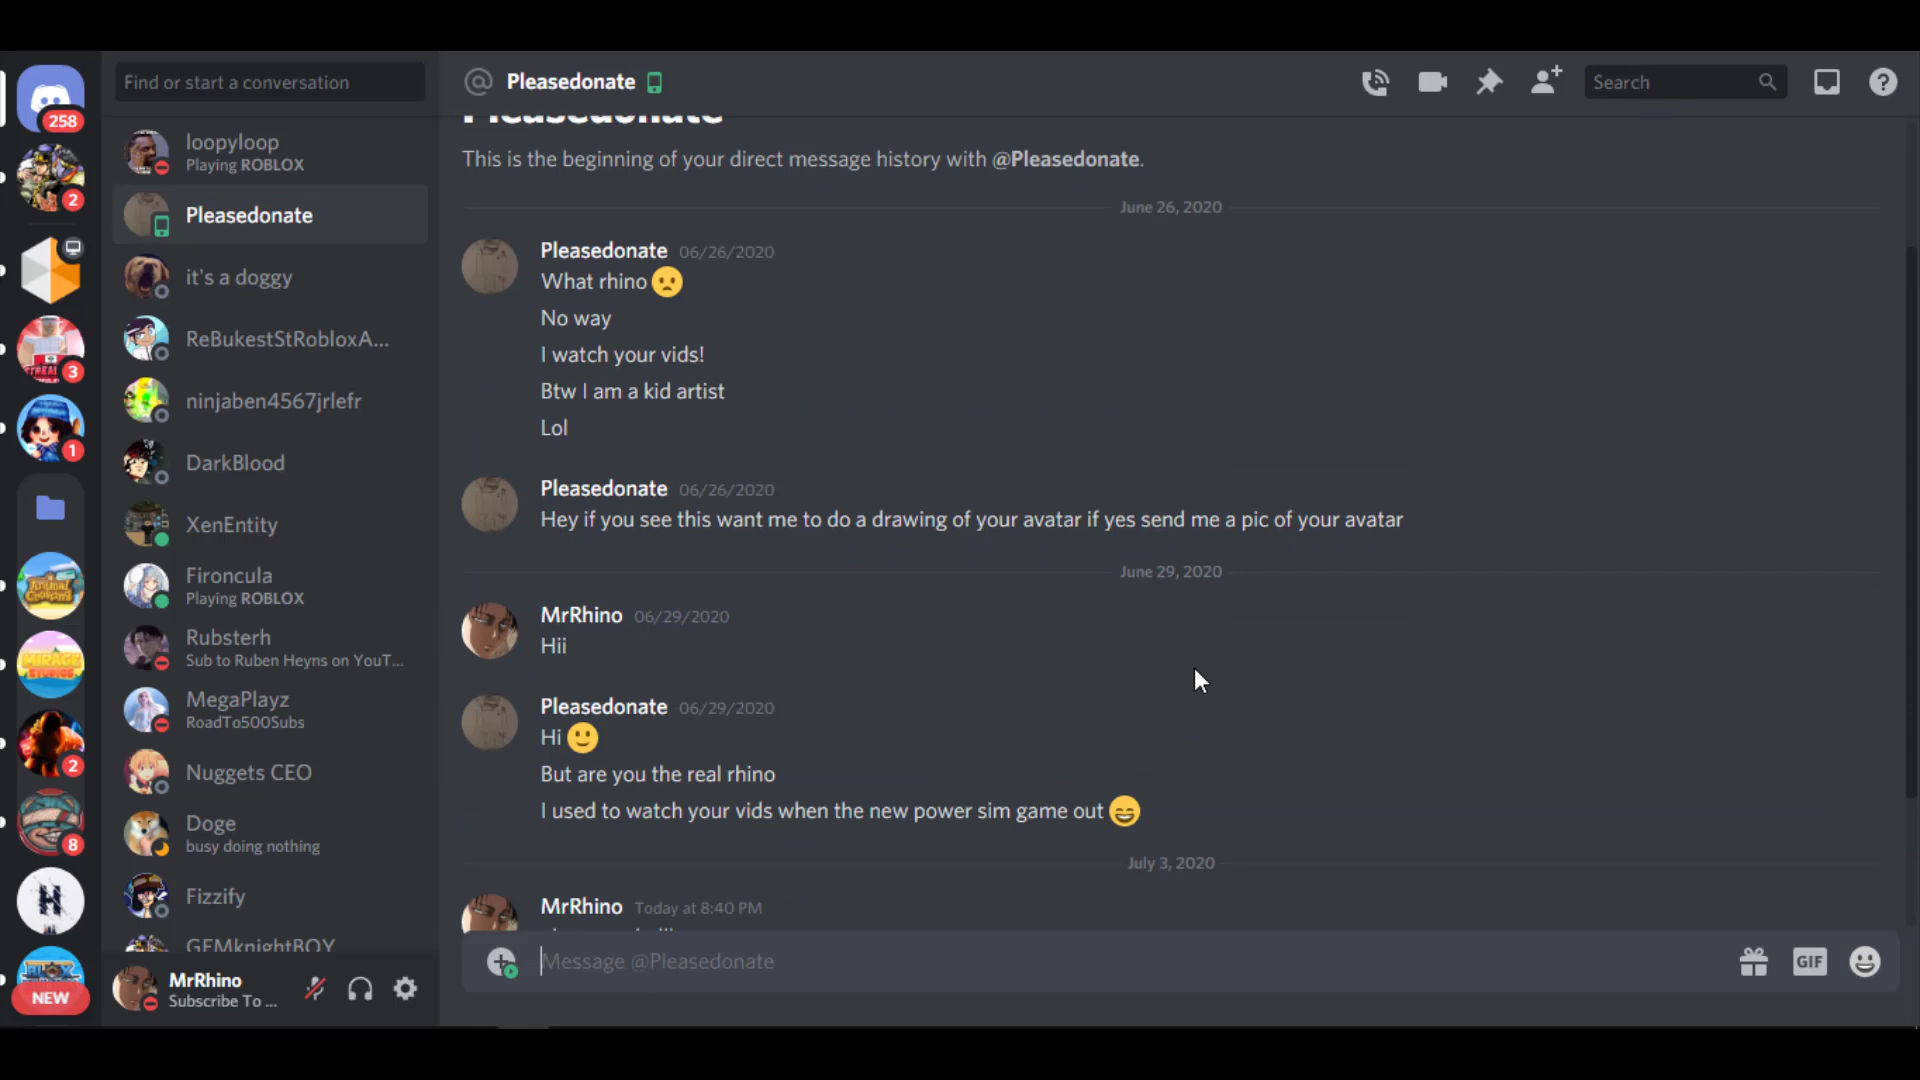 258
2
3
1
2
8
NEW
Find or start a conversation
loopyloop
Playing ROBLOX
Pleasedonate
it's a doggy
ReBukestStRobloxA...
ninjaben4567jrlefr
DarkBlood
XenEntity
Fironcula
Playing ROBLOX
Rubsterh
Sub to Ruben Heyns on YouT...
MegaPlayz
RoadTo500Subs
Nuggets CEO
Doge
busy doing nothing
Fizzify
GEMknightBOY
MrRhino
Subscribe To ...
Pleasedonate
Search
Pleasedonate
This is the beginning of your direct message history with @Pleasedonate.
June 26, 2020
Pleasedonate 06/26/2020
What rhino
No way
I watch your vids!
Btw I am a kid artist
Lol
Pleasedonate 06/26/2020
Hey if you see this want me to do a drawing of your avatar if yes send me a pic of your avatar
June 29, 2020
MrRhino 06/29/2020
Hii
Pleasedonate 06/29/2020
Hi
But are you the real rhino
I used to watch your vids when the new power sim game out
July 3, 2020
MrRhino Today at 8:40 PM
Message @Pleasedonate
GIF